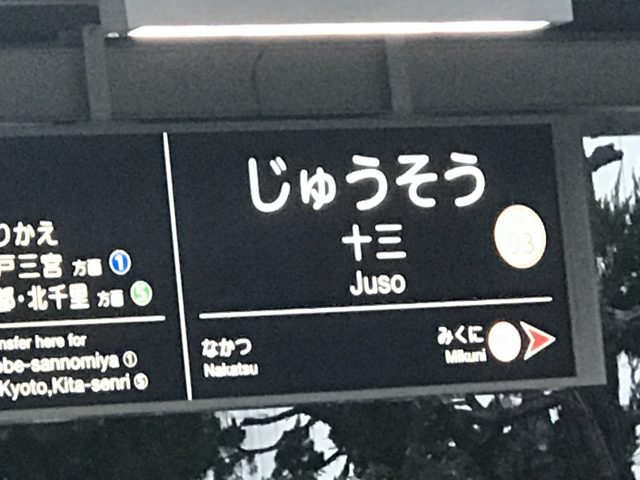 りかえ
戸三宮 方面 1
都・北千里 方面 5
nsfer here for
obe-sannomiya ①
Kyoto,Kita-senri ⑤
じゅうそう
十三
03
Juso
なかつ
Nakatsu
みくに
Mikuni